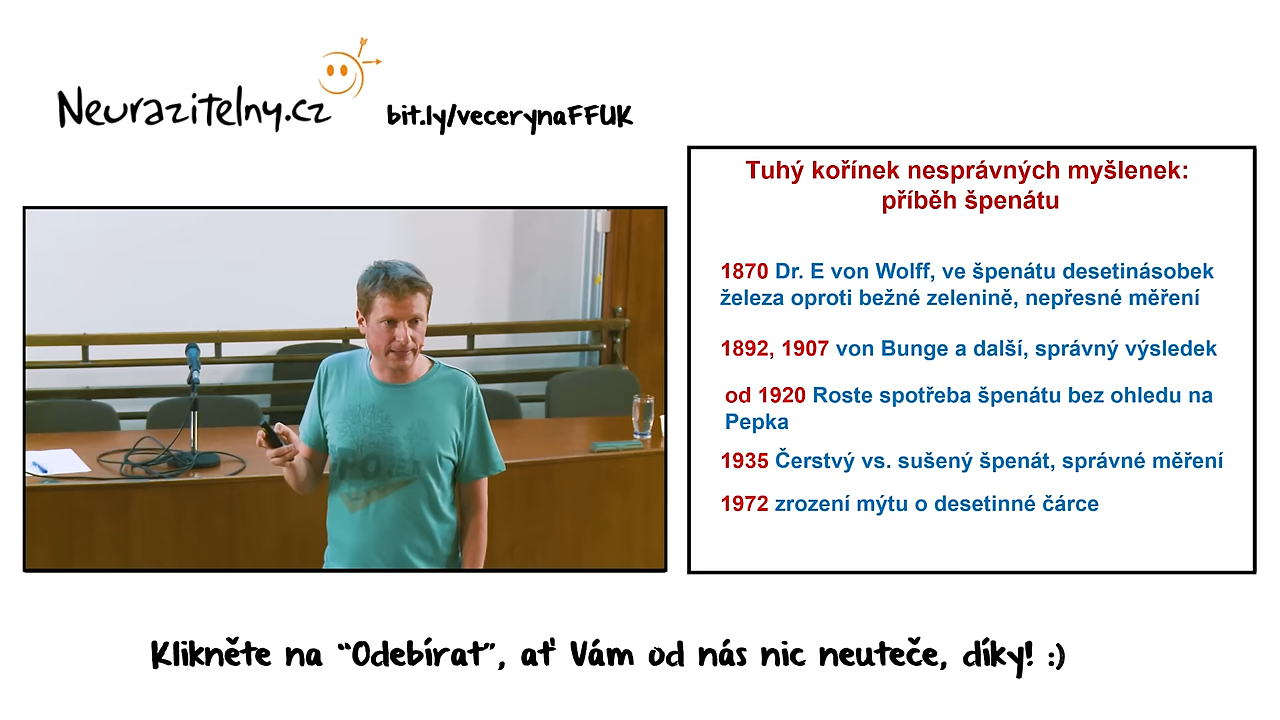 Neurazitelny.cz
bit.ly/vecerynaFFUK
Tuhý kořínek nesprávných myšlenek:
příběh špenátu
1870 Dr. E von Wolff, ve špenátu desetinásobek
železa oproti bežné zelenině, nepřesné měření
1892, 1907 von Bunge a další, správný výsledek
od 1920 Roste spotřeba špenátu bez ohledu na
Pepka
1935 Čerstvý vs. sušený špenát, správné měření
1972 zrození mýtu o desetinné čárce
Klikněte na “Odebírat”, ať Vám od nás nic neuteče, díky! :)